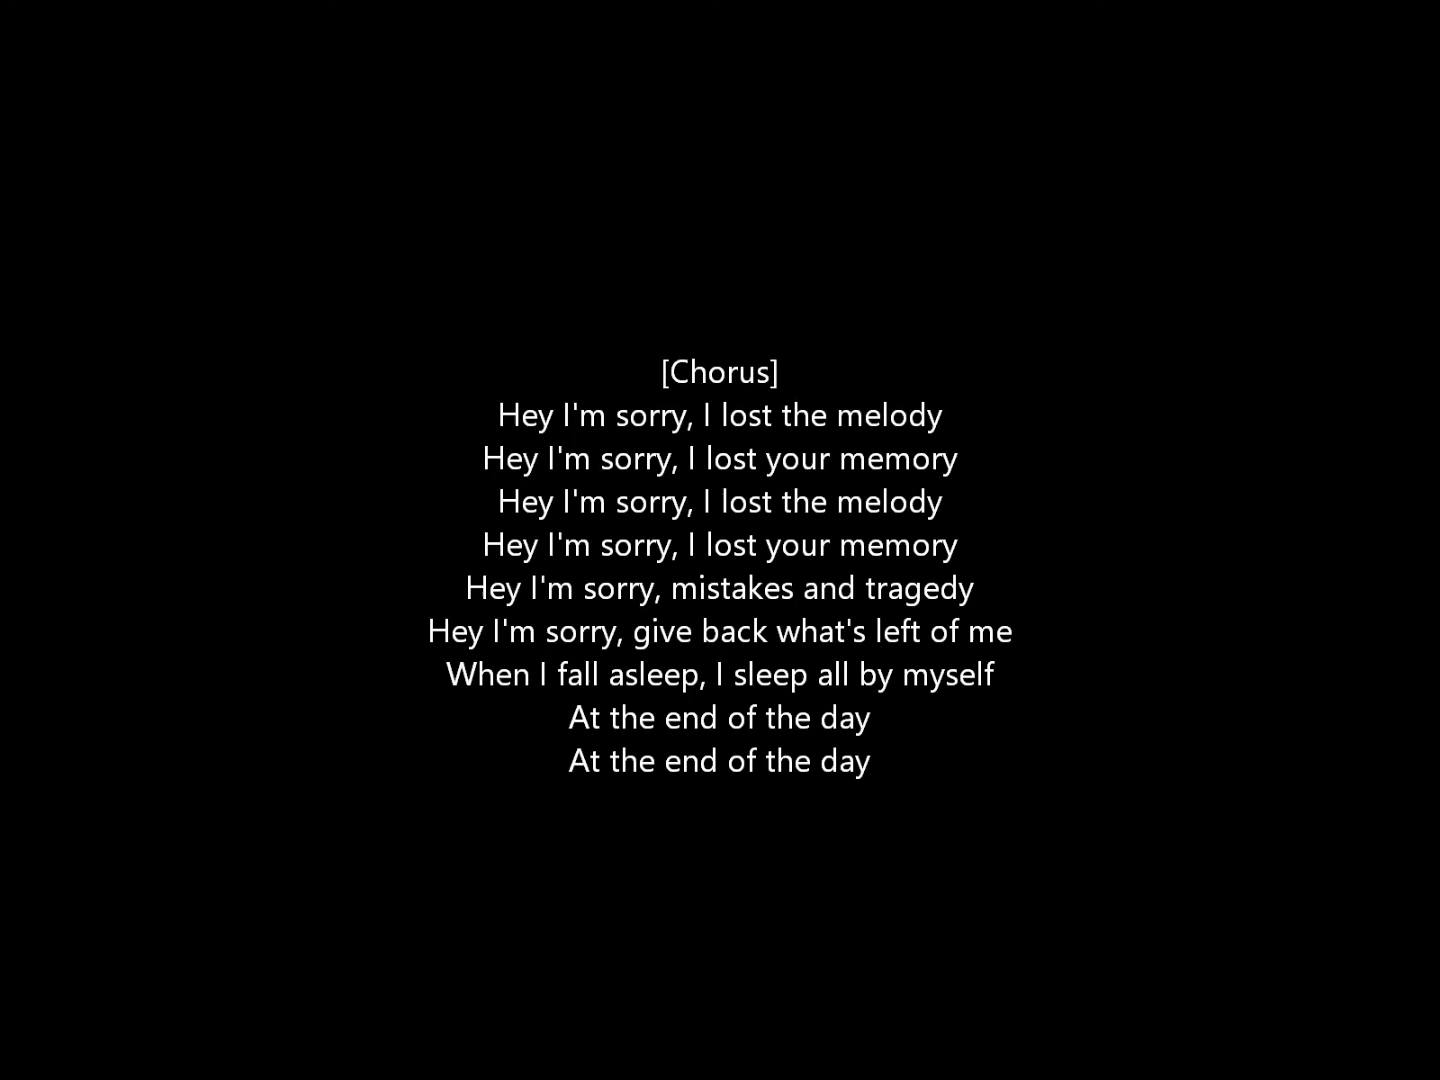 [Chorus]
Hey I'm sorry, I lost the melody
Hey I'm sorry, I lost your memory
Hey I'm sorry, I lost the melody
Hey I'm sorry, I lost your memory
Hey I'm sorry, mistakes and tragedy
Hey I'm sorry, give back what's left of me
When I fall asleep, I sleep all by myself
At the end of the day
At the end of the day